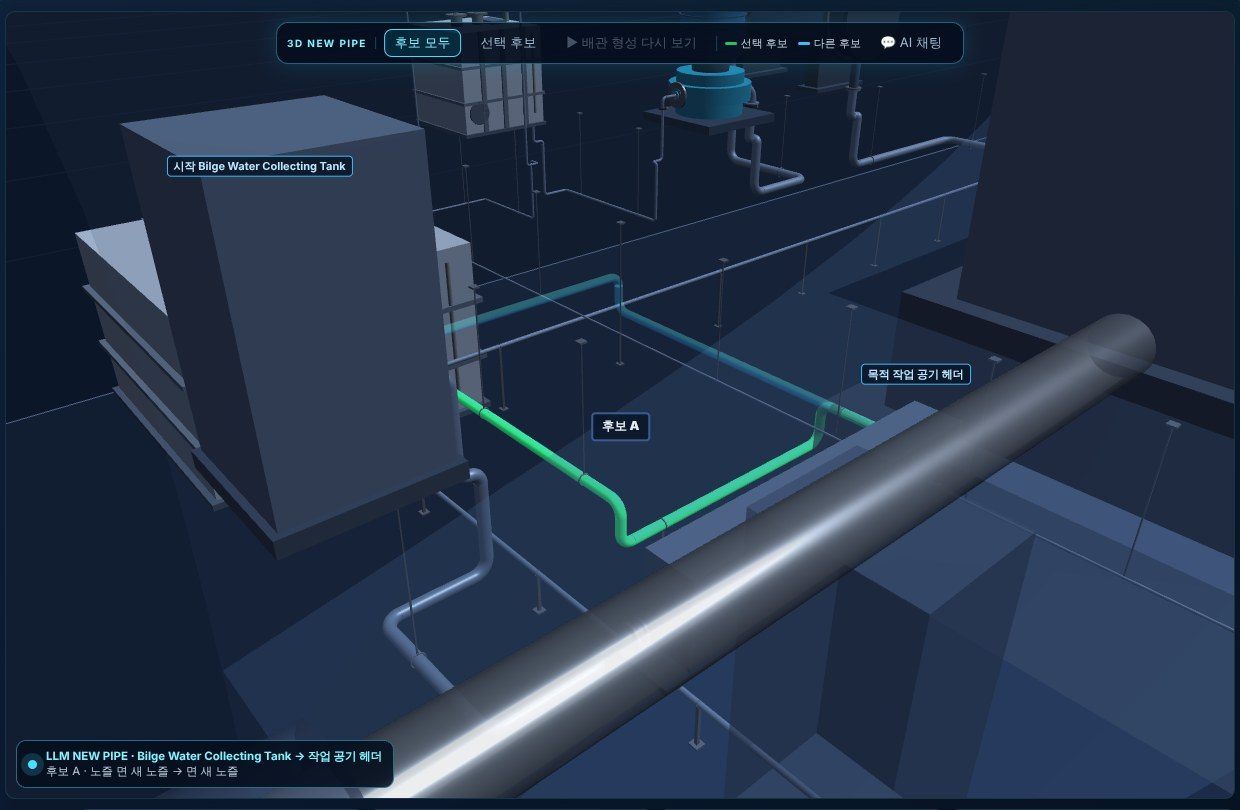 3D NEW PIPE
후보 모두
선택 후보
▶ 배관 형성 다시 보기
선택 후보
다른 후보
💬 AI 채팅
시작 Bilge Water Collecting Tank
목적 작업 공기 헤더
후보 A
LLM NEW PIPE · Bilge Water Collecting Tank → 작업 공기 헤더
후보 A · 노즐 면 새 노즐 → 면 새 노즐